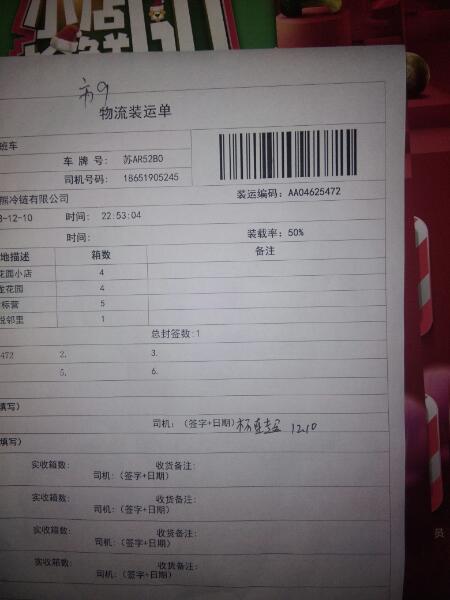 小店
市9
物流装运单
班车
车 牌 号: 苏AR52B0
司机号码: 18651905245
熊冷链有限公司
装运编码: AA04625472
3-12-10 时间: 22:53:04
时间: 装载率: 50%
地描述 箱数 备注
花园小店 4
花园 4
标营 5
悦邻里 1
总封签数:1
472 2. 3.
5. 6.
填写)
司机: (签字+日期) 12.10
填写)
实收箱数: 收货备注:
司机: (签字+日期)
实收箱数: 收货备注:
司机: (签字+日期)
实收箱数: 收货备注:
司机: (签字+日期)
实收箱数: 收货备注:
司机: (签字+日期)
员